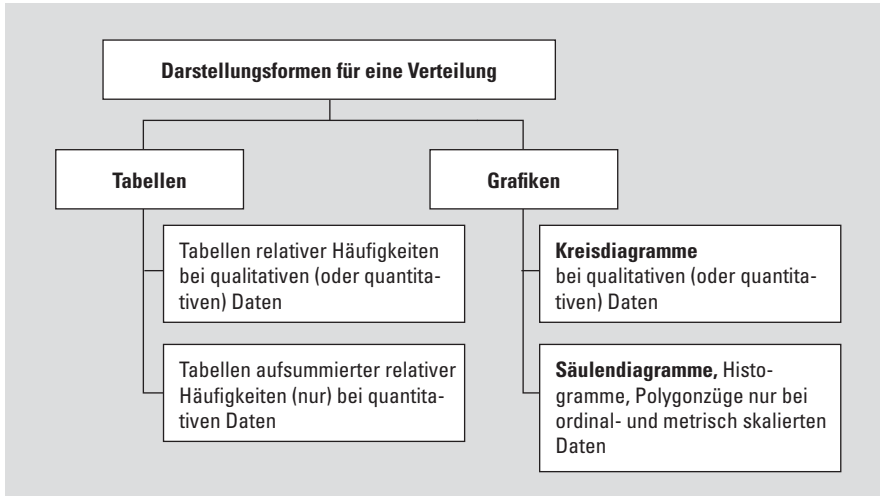 Darstellungsformen für eine Verteilung
Tabellen
Grafiken
Tabellen relativer Häufigkeiten
bei qualitativen (oder quantita-
tiven) Daten
Kreisdiagramme
bei qualitativen (oder quantita-
tiven) Daten
Tabellen aufsummierter relativer
Häufigkeiten (nur) bei quantita-
tiven Daten
Säulendiagramme, Histo-
gramme, Polygonzüge nur bei
ordinal- und metrisch skalierten
Daten